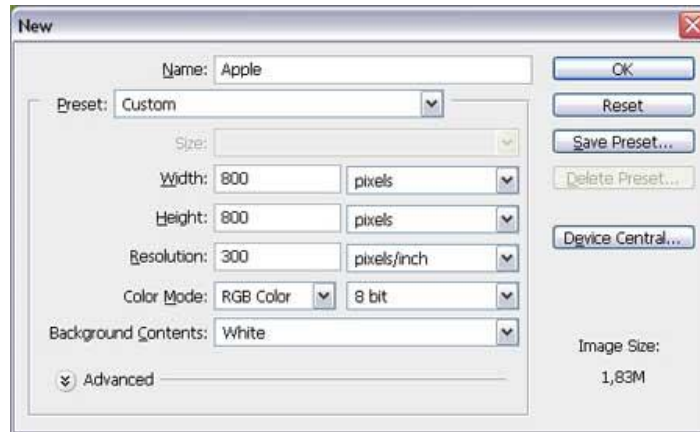 New
Name: Apple
OK
Preset: Custom
Reset
Size:
Save Preset...
Width: 800 pixels
Delete Preset...
Height: 800 pixels
Device Central...
Resolution: 300 pixels/inch
Color Mode: RGB Color 8 bit
Background Contents: White
Image Size:
Advanced
1,83M